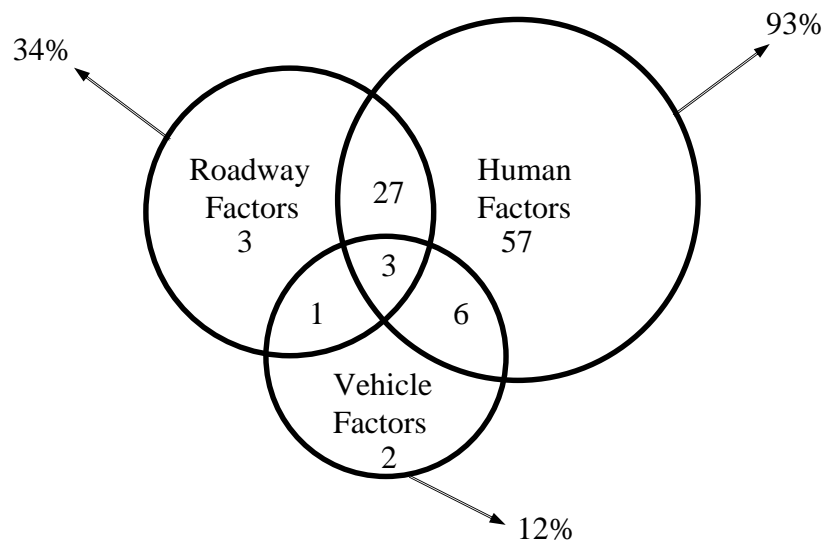 93%
34%
Roadway
Factors
3
27
Human
Factors
57
3
1
6
Vehicle
Factors
2
12%